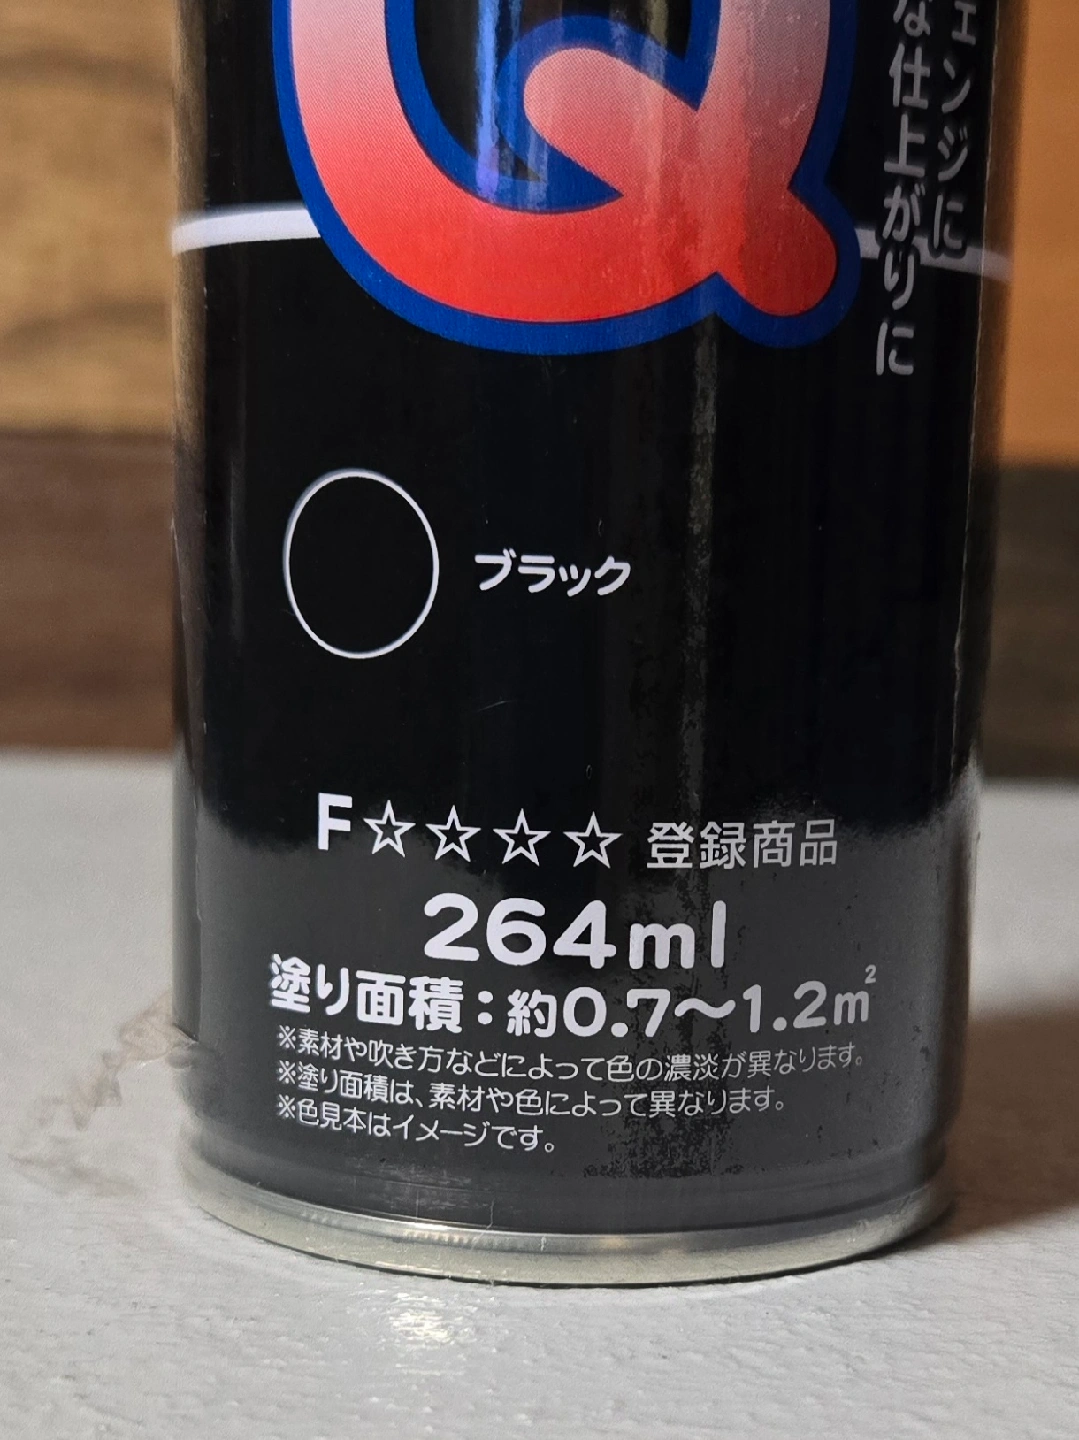 Q
ェンジに
な仕上がりに
ブラック
F☆☆☆☆ 登録商品
264ml
塗り面積：約0.7〜1.2㎡
※素材や吹き方などによって色の濃淡が異なります。
※塗り面積は、素材や色によって異なります。
※色見本はイメージです。